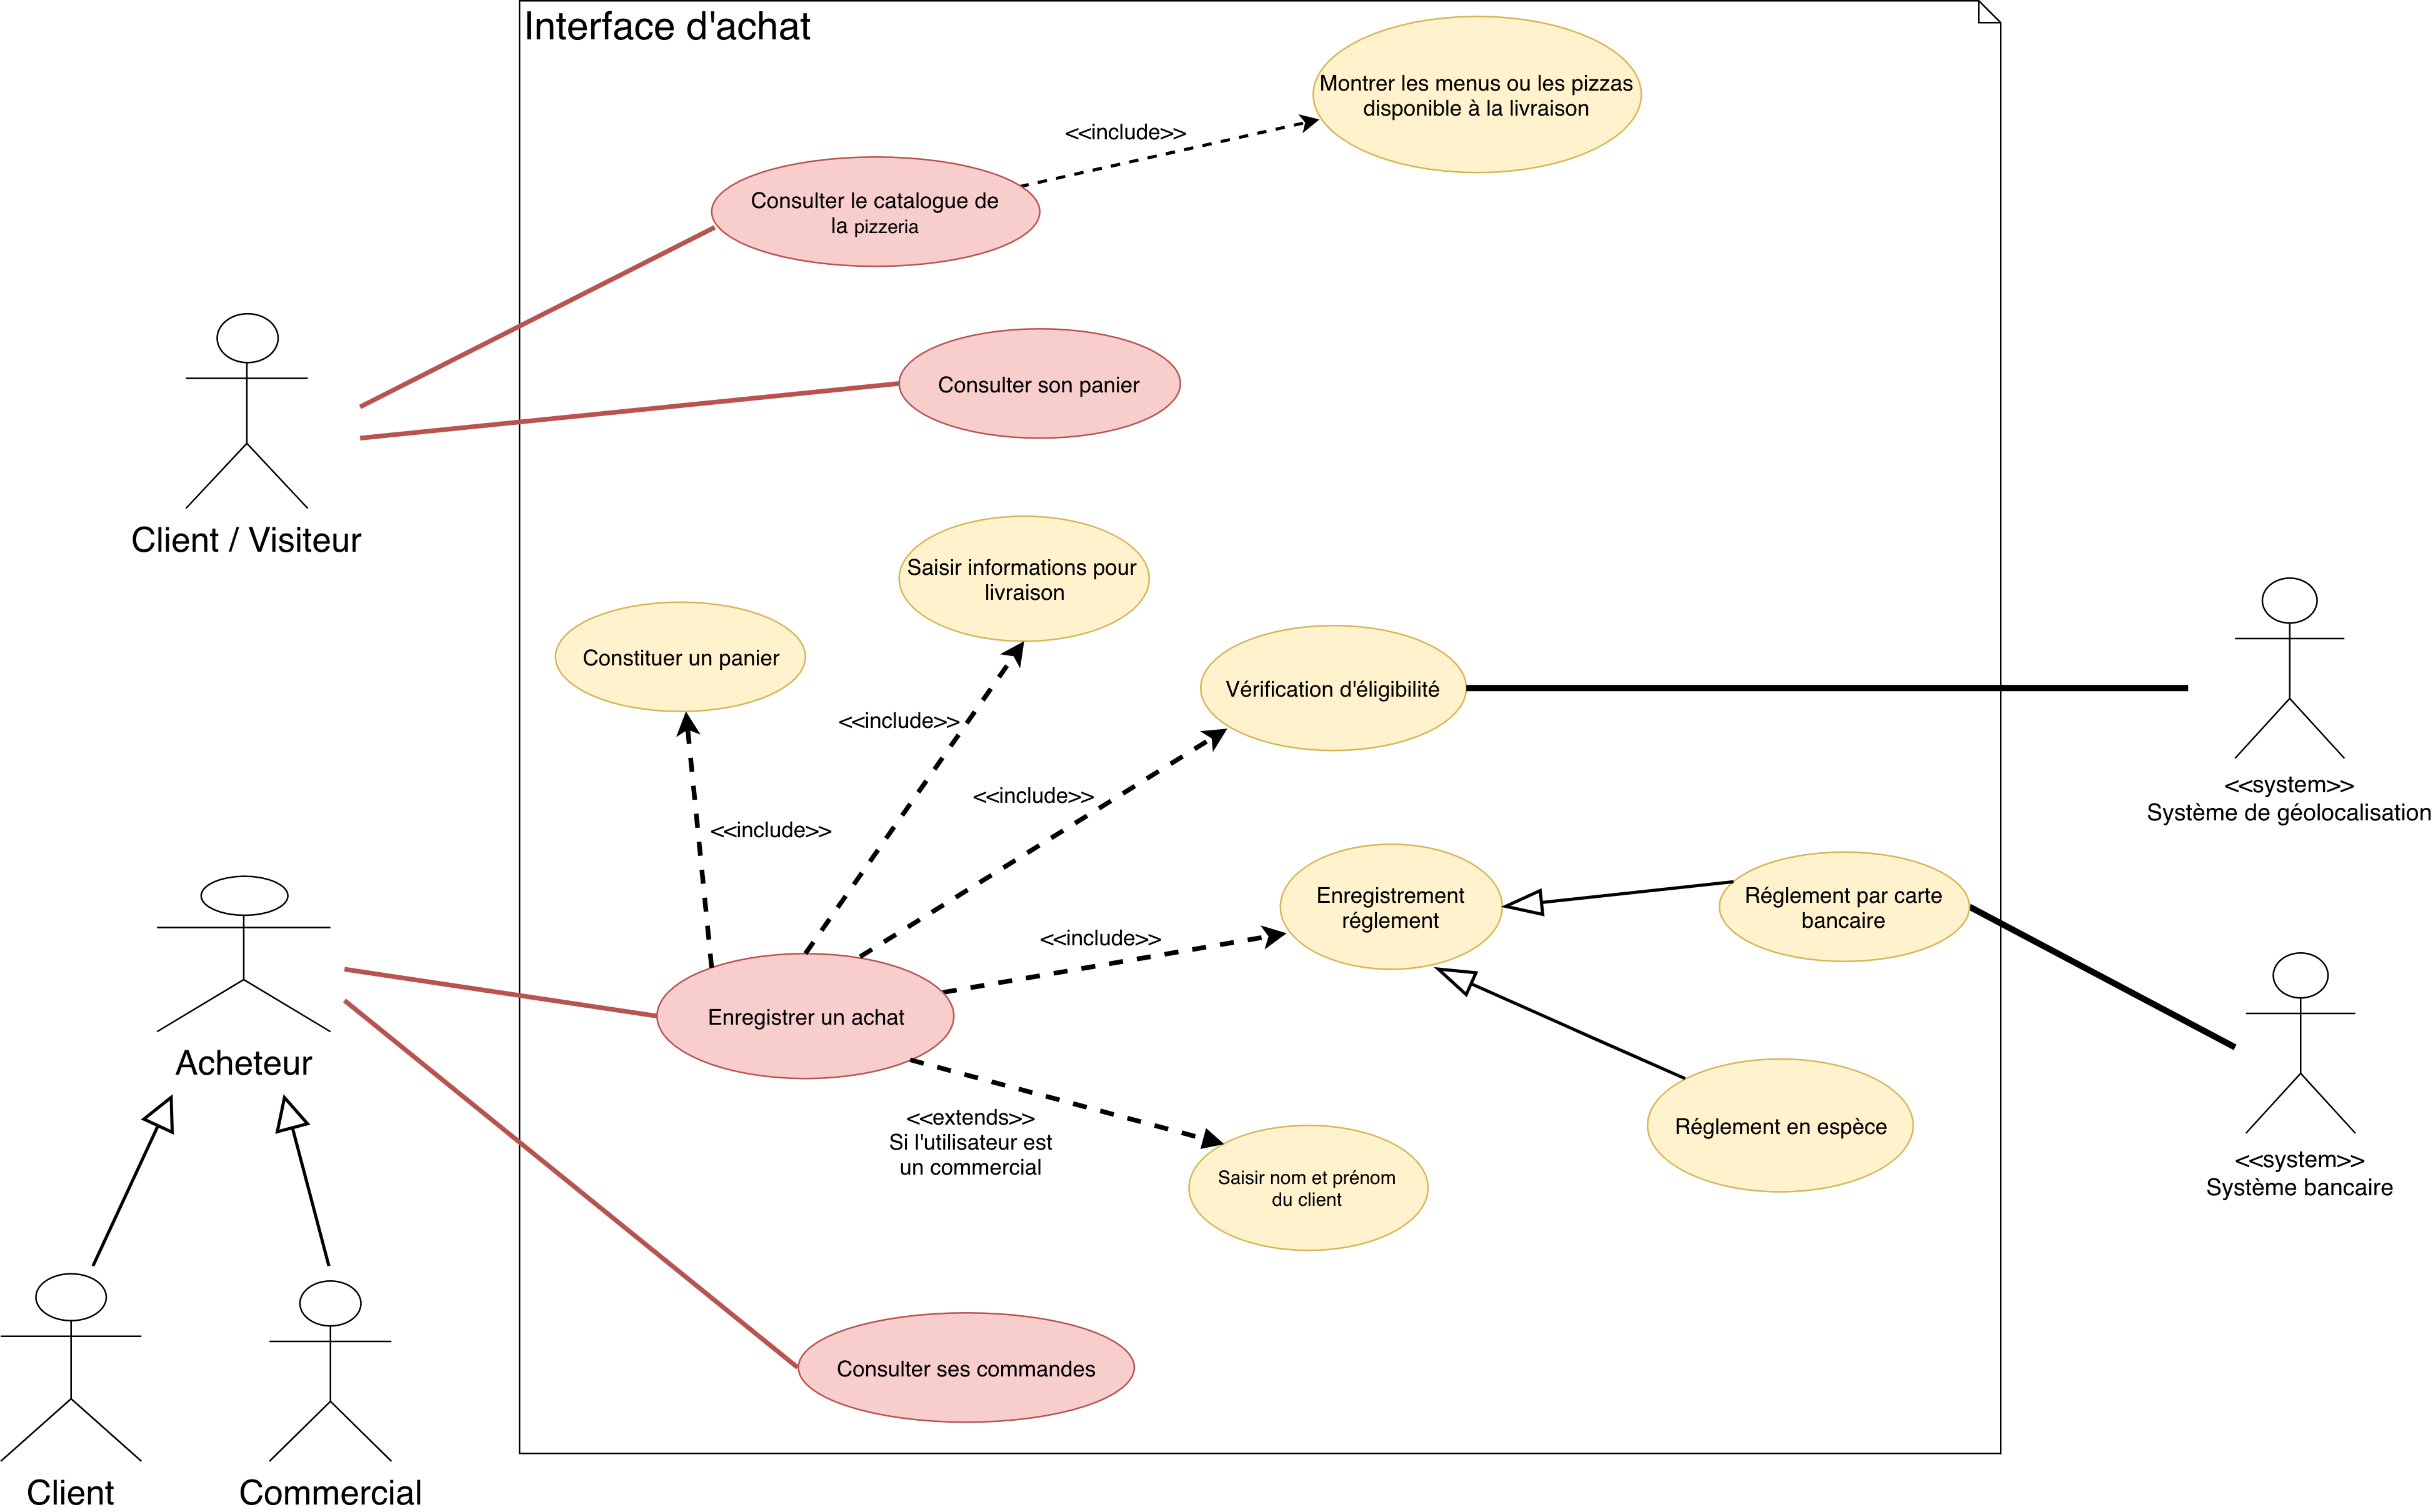 Interface d'achat
Montrer les menus ou les pizzas
disponible à la livraison
<<include>>
Consulter le catalogue de
la pizzeria
Consulter son panier
Client / Visiteur
Saisir informations pour
livraison
Constituer un panier
Vérification d'éligibilité
<<include>>
<<include>>
<<include>>
<<system>>
Système de géolocalisation
Enregistrement
réglement
Réglement par carte
bancaire
<<include>>
Enregistrer un achat
Acheteur
<<extends>>
Si l'utilisateur est
un commercial
Réglement en espèce
Saisir nom et prénom
du client
<<system>>
Système bancaire
Consulter ses commandes
Client
Commercial